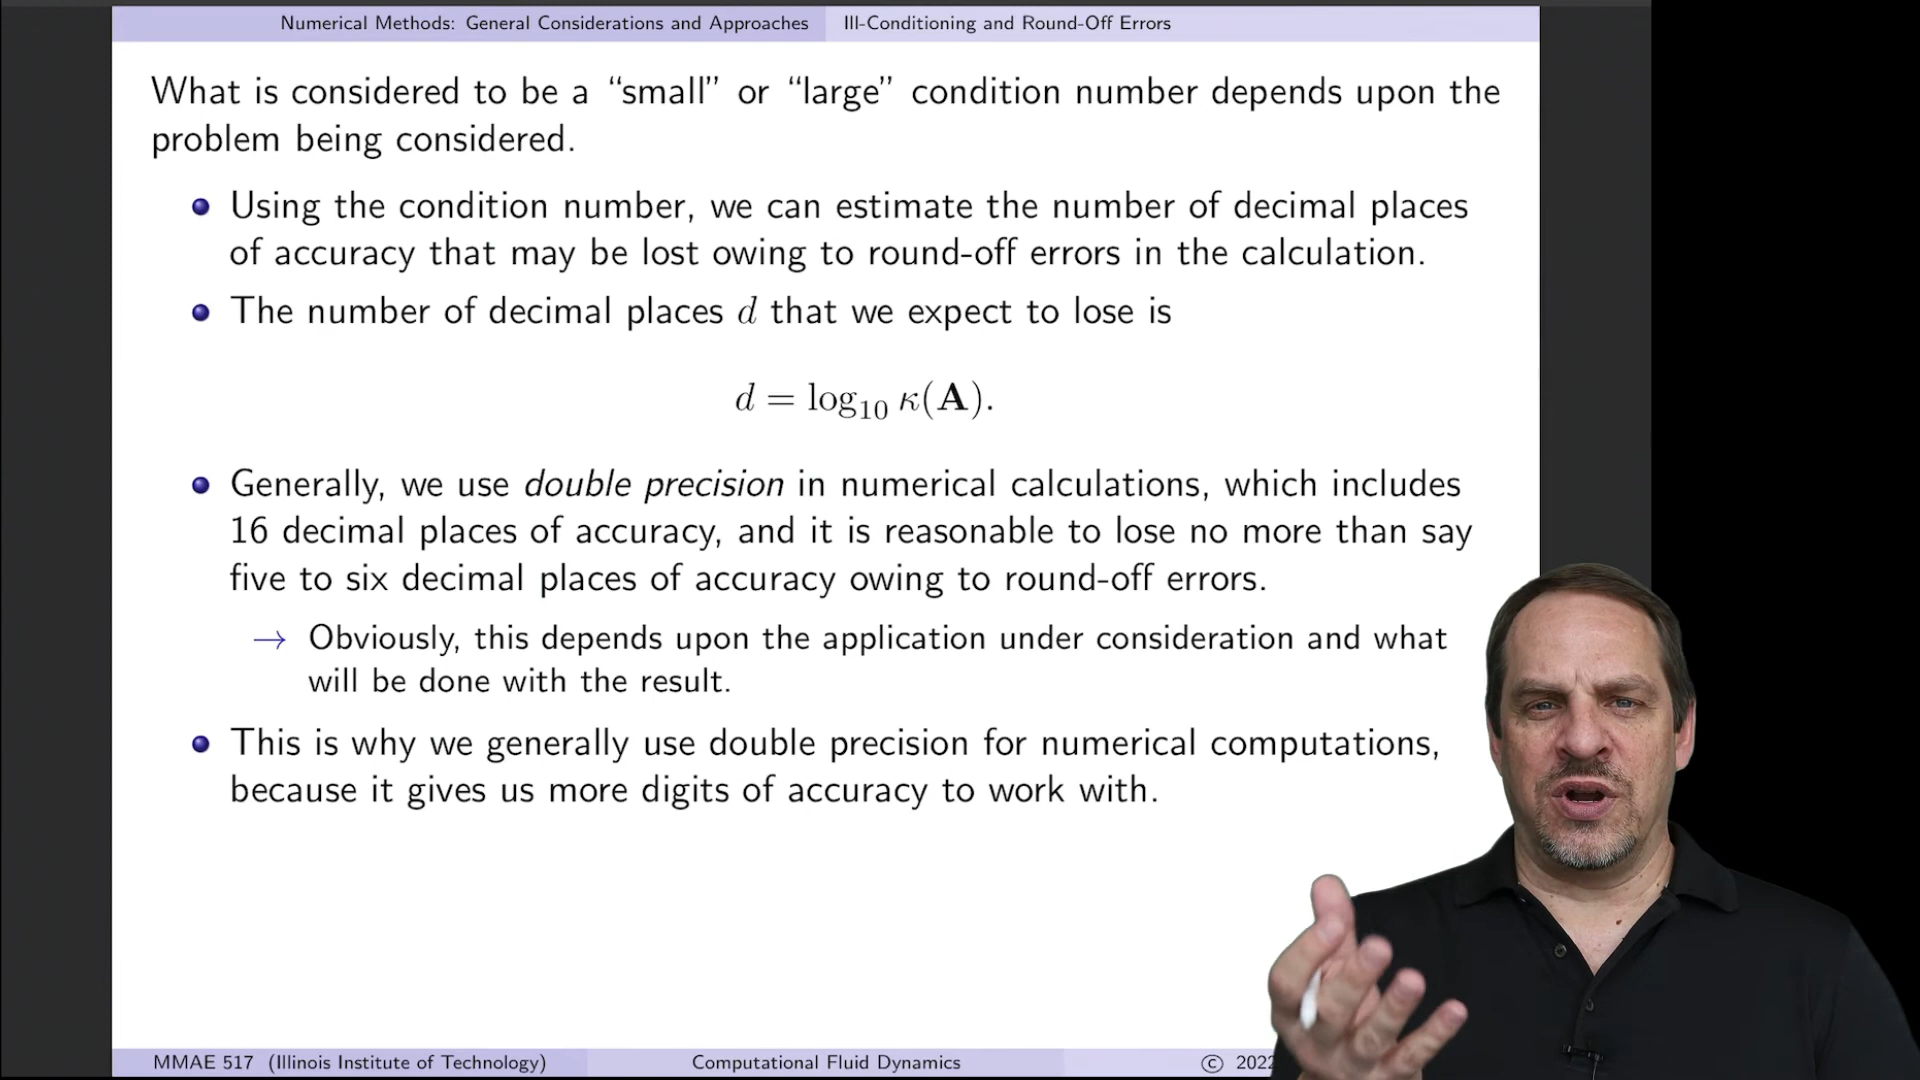 Numerical Methods: General Considerations and Approaches Ill-Conditioning and Round-Off Errors
What is considered to be a “small” or “large” condition number depends upon the
problem being considered.
Using the condition number, we can estimate the number of decimal places
of accuracy that may be lost owing to round-off errors in the calculation.
The number of decimal places d that we expect to lose is
d = log₁₀ κ(A).
Generally, we use double precision in numerical calculations, which includes
16 decimal places of accuracy, and it is reasonable to lose no more than say
five to six decimal places of accuracy owing to round-off errors.
→ Obviously, this depends upon the application under consideration and what
will be done with the result.
This is why we generally use double precision for numerical computations,
because it gives us more digits of accuracy to work with.
MMAE 517 (Illinois Institute of Technology) Computational Fluid Dynamics © 2022